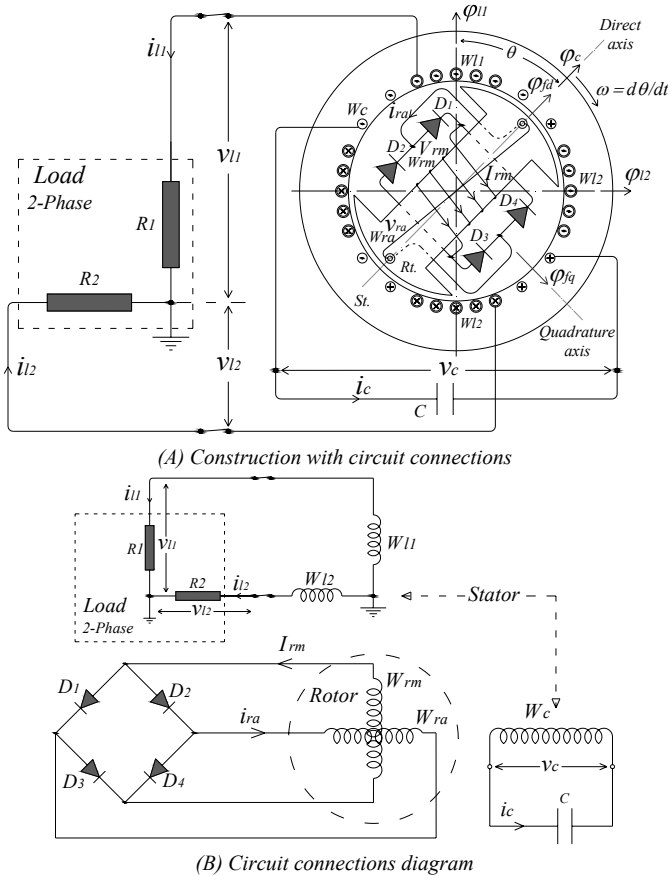 φl1
Direct
axis
θ
φc
ω=dθ/dt
il1
Wl1
φfd
Wc
ira
D1
D2
Vrm
Wrm
Irm
vl1
Load
2-Phase
R1
Wl2
φl2
D4
vra
Wra
D3
Rt.
R2
St.
φfq
Wl2
Quadrature
axis
il2
vl2
vc
ic
C
(A) Construction with circuit connections
il1
R1
vl1
Wl1
R2
il2
Wl2
Load
2-Phase
vl2
Stator
Irm
D1
D2
Rotor
Wrm
Wra
ira
Wc
D3
D4
vc
ic
C
(B) Circuit connections diagram